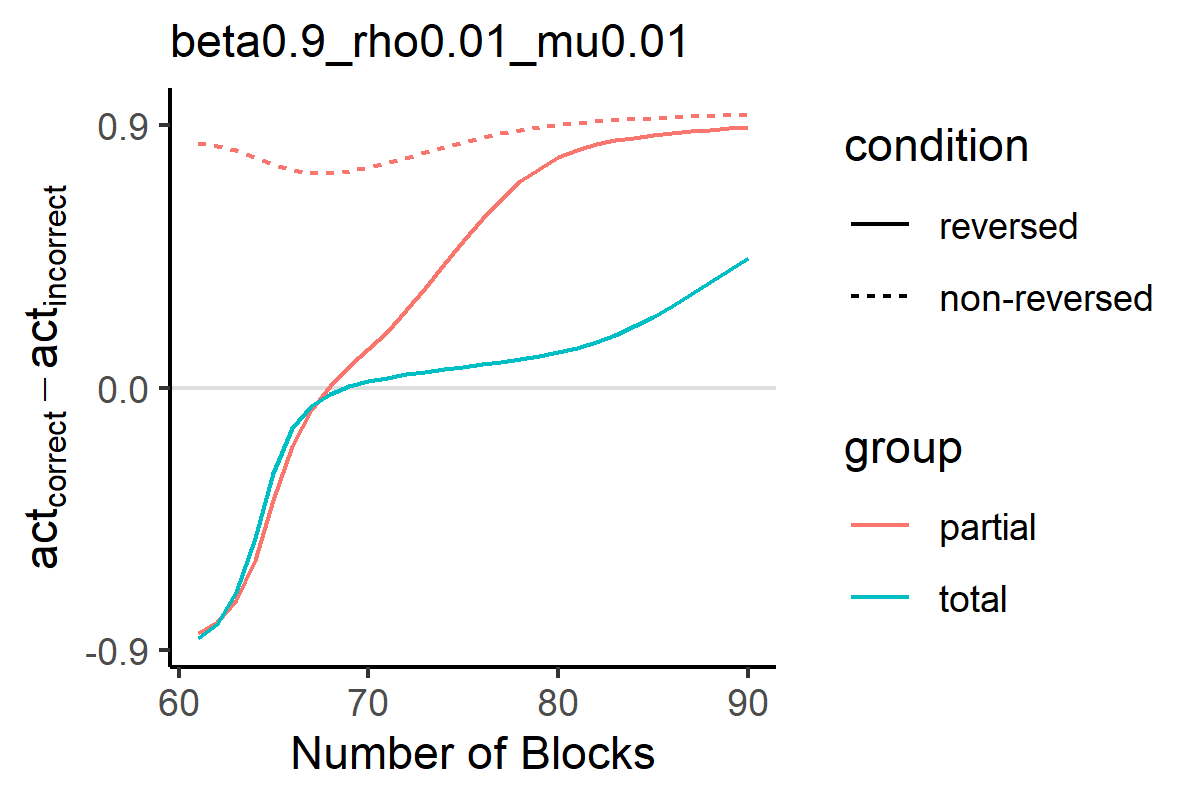 beta0.9_rho0.01_mu0.01
0.9
0.0
-0.9
act_correct − act_incorrect
60 70 80 90
Number of Blocks
condition
reversed
non-reversed
group
partial
total